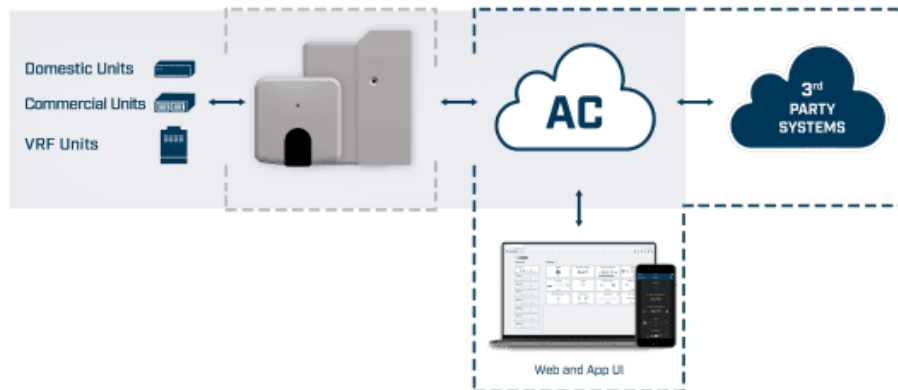 Domestic Units
Commercial Units
VRF Units
AC
3rd
PARTY
SYSTEMS
Web and App UI